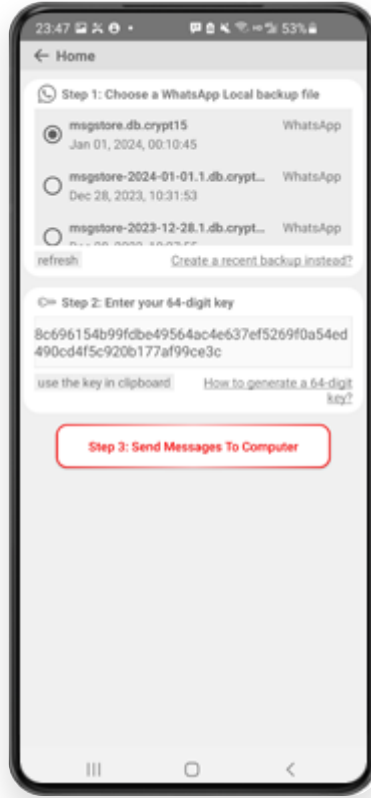 23:47 53%
← Home
Step 1: Choose a WhatsApp Local backup file
msgstore.db.crypt15 WhatsApp
Jan 01, 2024, 00:10:45
msgstore-2024-01-01.1.db.crypt... WhatsApp
Dec 28, 2023, 10:31:53
msgstore-2023-12-28.1.db.crypt... WhatsApp
refresh Create a recent backup instead?
Step 2: Enter your 64-digit key
8c696154b99fdbe49564ac4e637ef5269f0a54ed
490cd4f5c920b177af99ce3c
use the key in clipboard How to generate a 64-digit
key?
Step 3: Send Messages To Computer